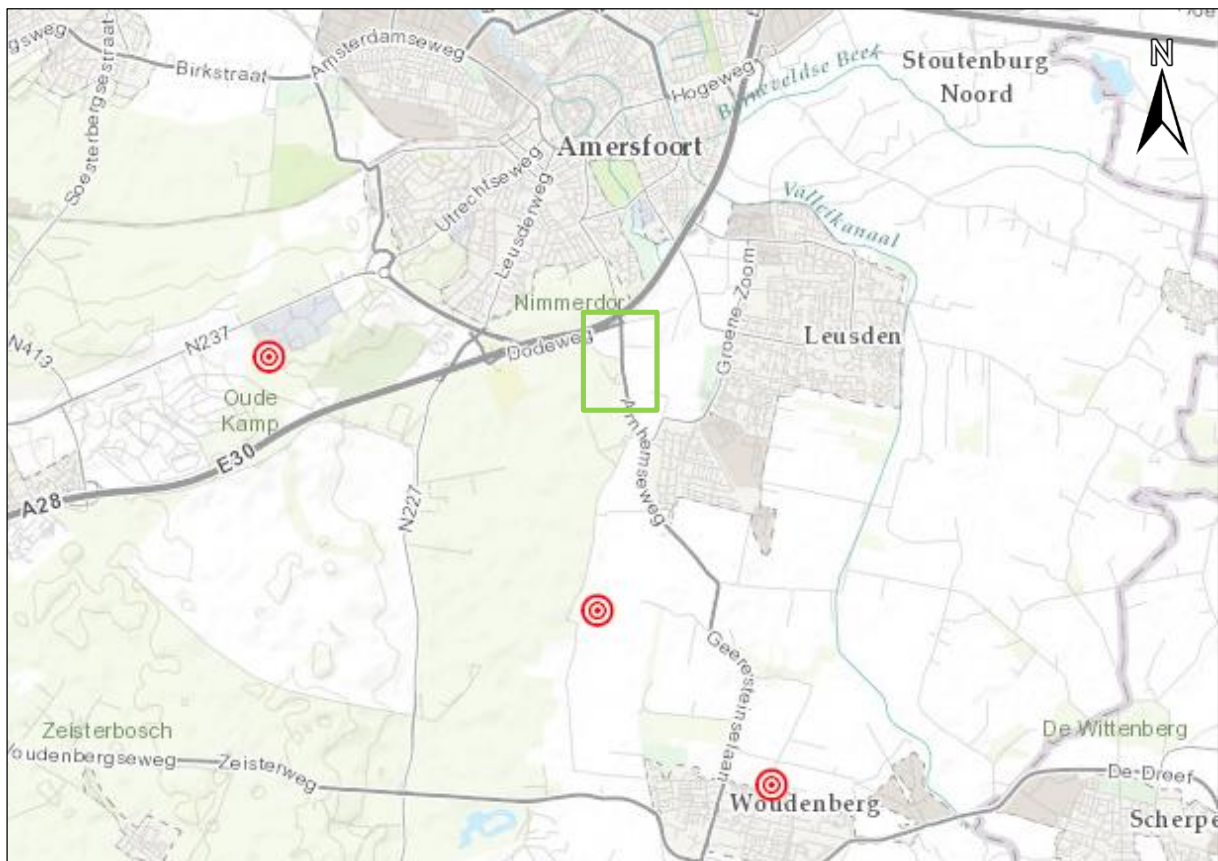 gsweg
Amsterdamseweg
Birkstraat
Soesterbergsestraat
Hogeweg
Barneveldse Beek
Stoutenburg
Noord
N
Amersfoort
Utrechtseweg
Leusderweg
Valleikanaal
Nimmerdor
Groene Zoom
Leusden
N413
N237
Dodeweg
Oude
Kamp
Arnhemseweg
E30
A28
N227
Geeresteinselaan
Zeisterbosch
Woudenbergseweg
Zeisterweg
De Wittenberg
De Dreef
Woudenberg
Scherpe